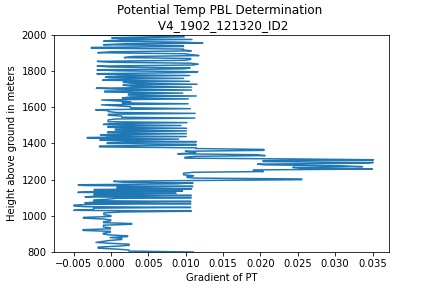 Potential Temp PBL Determination
V4_1902_121320_ID2
Height above ground in meters
2000
1800
1600
1400
1200
1000
800
−0.005 0.000 0.005 0.010 0.015 0.020 0.025 0.030 0.035
Gradient of PT